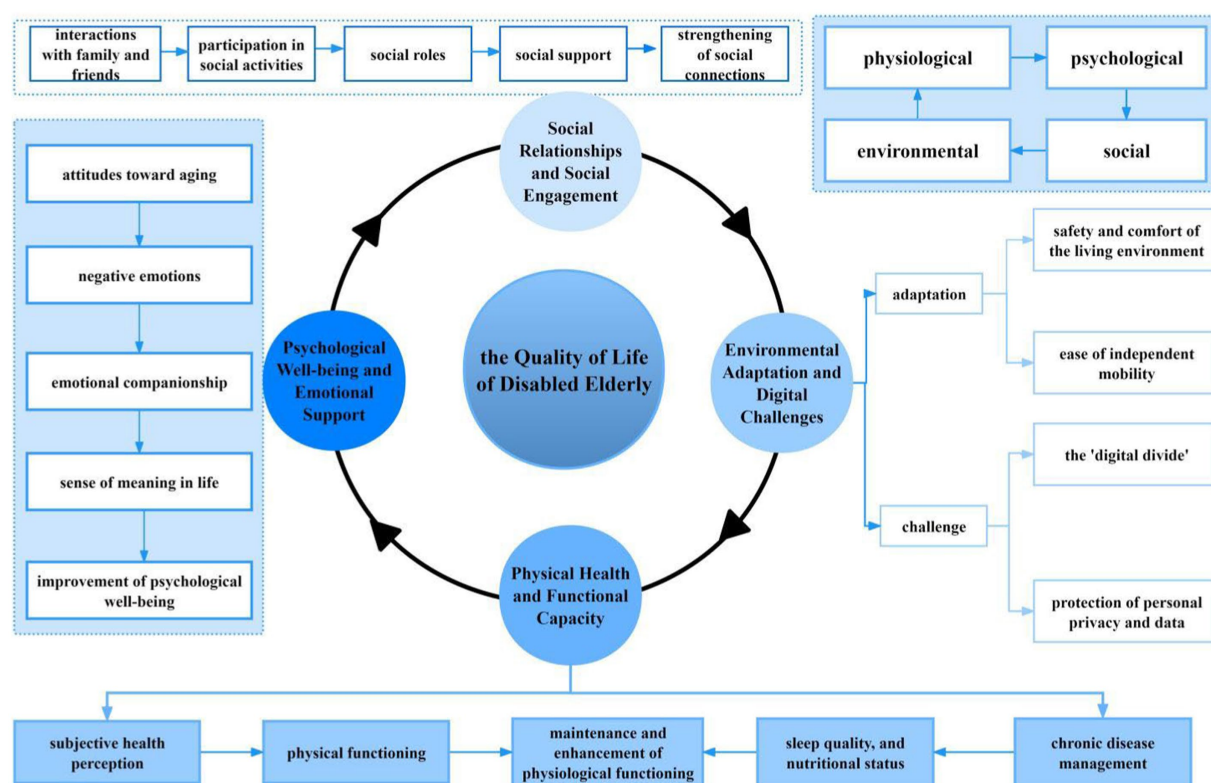 interactions
with family and
friends
participation in
social activities
social roles
social support
strengthening
of social
connections
physiological
psychological
environmental
social
attitudes toward aging
negative emotions
emotional companionship
sense of meaning in life
improvement of psychological
well-being
Social
Relationships
and Social
Engagement
Psychological
Well-being and
Emotional
Support
the Quality of Life
of Disabled Elderly
Environmental
Adaptation and
Digital
Challenges
Physical Health
and Functional
Capacity
adaptation
safety and comfort of
the living environment
ease of independent
mobility
challenge
the 'digital divide'
protection of personal
privacy and data
subjective health
perception
physical functioning
maintenance and
enhancement of
physiological functioning
sleep quality, and
nutritional status
chronic disease
management